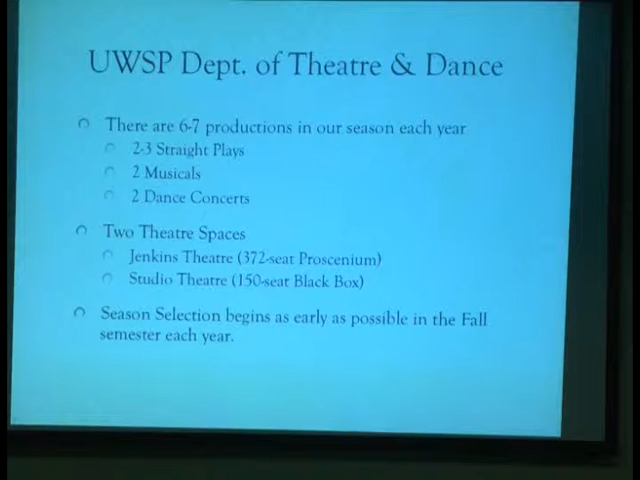 UWSP Dept. of Theatre & Dance
There are 6-7 productions in our season each year
2-3 Straight Plays
2 Musicals
2 Dance Concerts
Two Theatre Spaces
Jenkins Theatre (372-seat Proscenium)
Studio Theatre (150-seat Black Box)
Season Selection begins as early as possible in the Fall
semester each year.